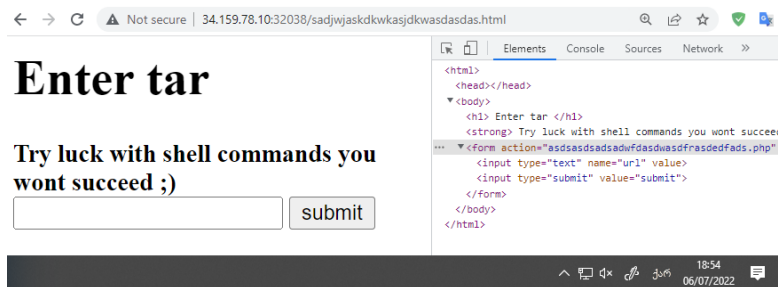 Not secure | 34.159.78.10:32038/sadjwjaskdkwkasjdkwasdasdas.html
Enter tar
Try luck with shell commands you
wont succeed ;)
submit
Elements Console Sources Network »
<html>
<head></head>
▼<body>
<h1> Enter tar </h1>
<strong> Try luck with shell commands you wont succeed
··· ▼<form action="asdsasdsadsadwfdasdwasdfrasdedfads.php"
<input type="text" name="url" value>
<input type="submit" value="submit">
</form>
</body>
</html>
ქარ
18:54
06/07/2022